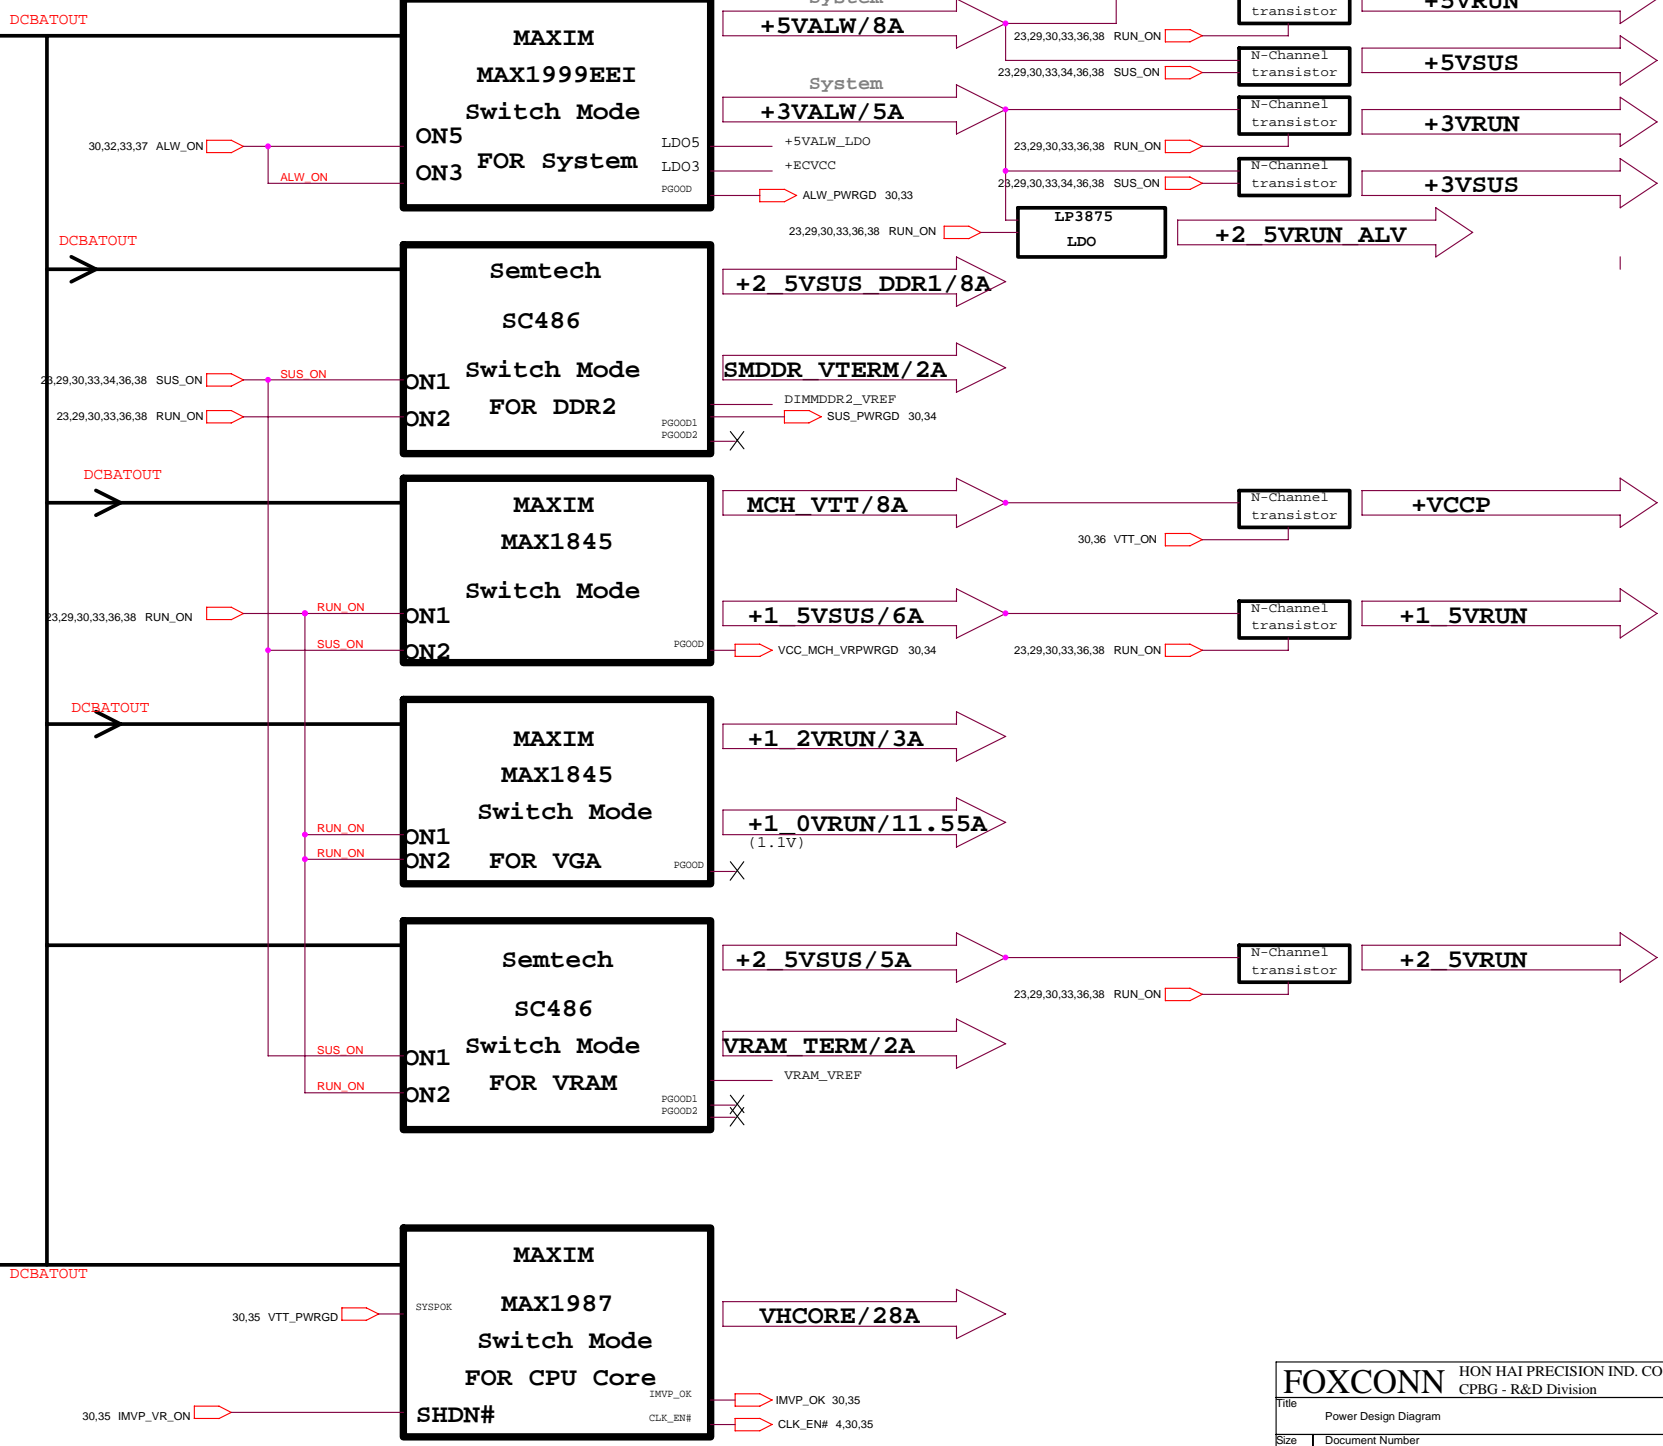 DCBATOUT
MAXIM
MAX1999EEI
Switch Mode
FOR System
ON5
ON3
LDO5
LDO3
PGOOD
30,32,33,37 ALW_ON
ALW_ON
System
+5VALW/8A
System
+3VALW/5A
+5VALW_LDO
+ECVCC
ALW_PWRGD 30,33
transistor
+5VRUN
23,29,30,33,36,38 RUN_ON
N-Channel
transistor
+5VSUS
23,29,30,33,34,36,38 SUS_ON
N-Channel
transistor
+3VRUN
23,29,30,33,36,38 RUN_ON
N-Channel
transistor
+3VSUS
23,29,30,33,34,36,38 SUS_ON
LP3875
LDO
23,29,30,33,36,38 RUN_ON
+2_5VRUN_ALV
DCBATOUT
Semtech
SC486
Switch Mode
FOR DDR2
ON1
ON2
PGOOD1
PGOOD2
23,29,30,33,34,36,38 SUS_ON
SUS_ON
23,29,30,33,36,38 RUN_ON
+2_5VSUS_DDR1/8A
SMDDR_VTERM/2A
DIMMDDR2_VREF
SUS_PWRGD 30,34
DCBATOUT
MAXIM
MAX1845
Switch Mode
ON1
ON2
PGOOD
23,29,30,33,36,38 RUN_ON
RUN_ON
SUS_ON
MCH_VTT/8A
N-Channel
transistor
+VCCP
30,36 VTT_ON
+1_5VSUS/6A
N-Channel
transistor
+1_5VRUN
VCC_MCH_VRPWRGD 30,34
23,29,30,33,36,38 RUN_ON
DCBATOUT
MAXIM
MAX1845
Switch Mode
FOR VGA
ON1
ON2
PGOOD
RUN_ON
RUN_ON
+1_2VRUN/3A
+1_0VRUN/11.55A
(1.1V)
Semtech
SC486
Switch Mode
FOR VRAM
ON1
ON2
PGOOD1
PGOOD2
SUS_ON
RUN_ON
+2_5VSUS/5A
N-Channel
transistor
+2_5VRUN
23,29,30,33,36,38 RUN_ON
VRAM_TERM/2A
VRAM_VREF
DCBATOUT
MAXIM
MAX1987
Switch Mode
FOR CPU Core
SYSPOK
SHDN#
IMVP_OK
CLK_EN#
30,35 VTT_PWRGD
30,35 IMVP_VR_ON
VHCORE/28A
IMVP_OK 30,35
CLK_EN# 4,30,35
FOXCONN
HON HAI PRECISION IND. CO
CPBG - R&D Division
Title
Power Design Diagram
Size
Document Number